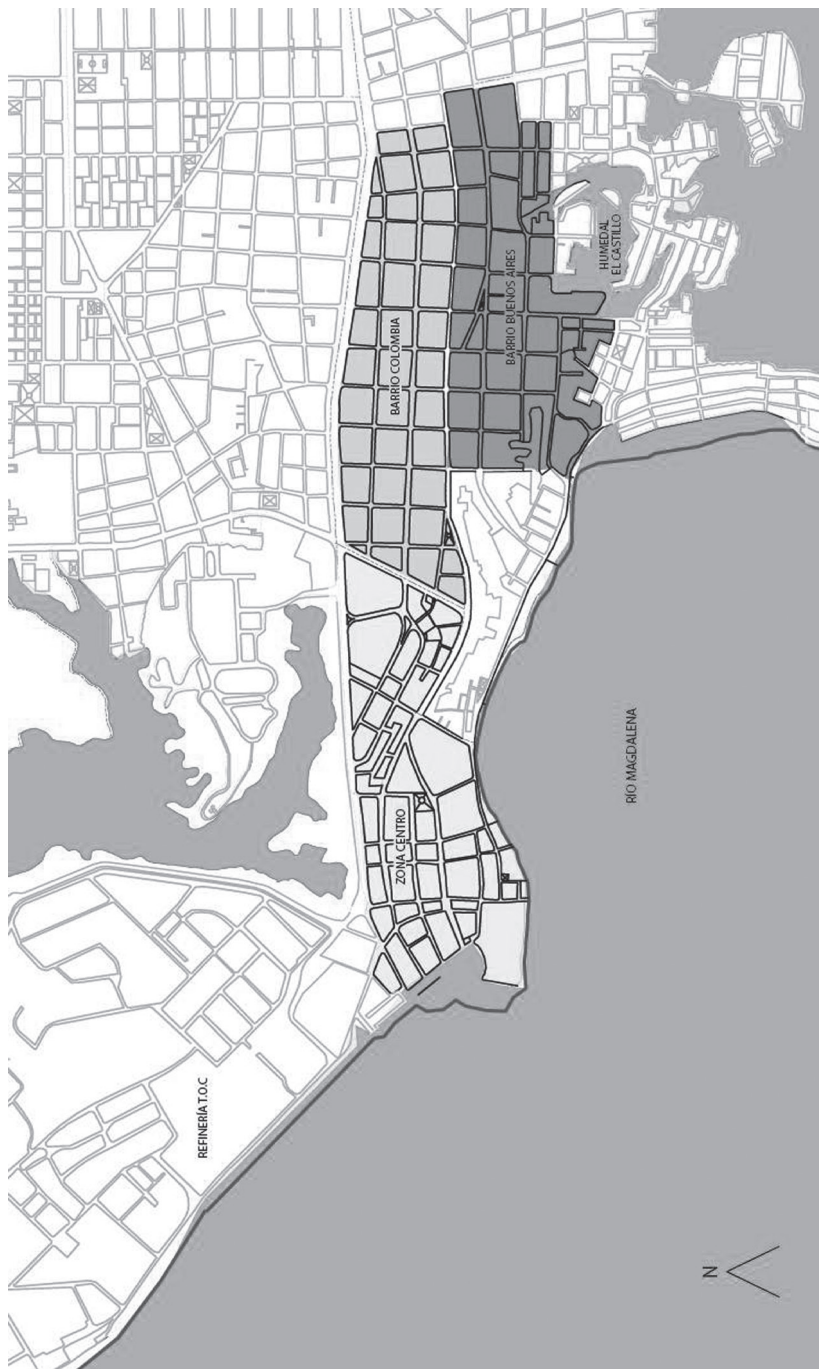 REFINERÍA T.O.C
ZONA CENTRO
BARRIO COLOMBIA
BARRIO BUENOS AIRES
HUMEDAL
EL CASTILLO
RÍO MAGDALENA
N